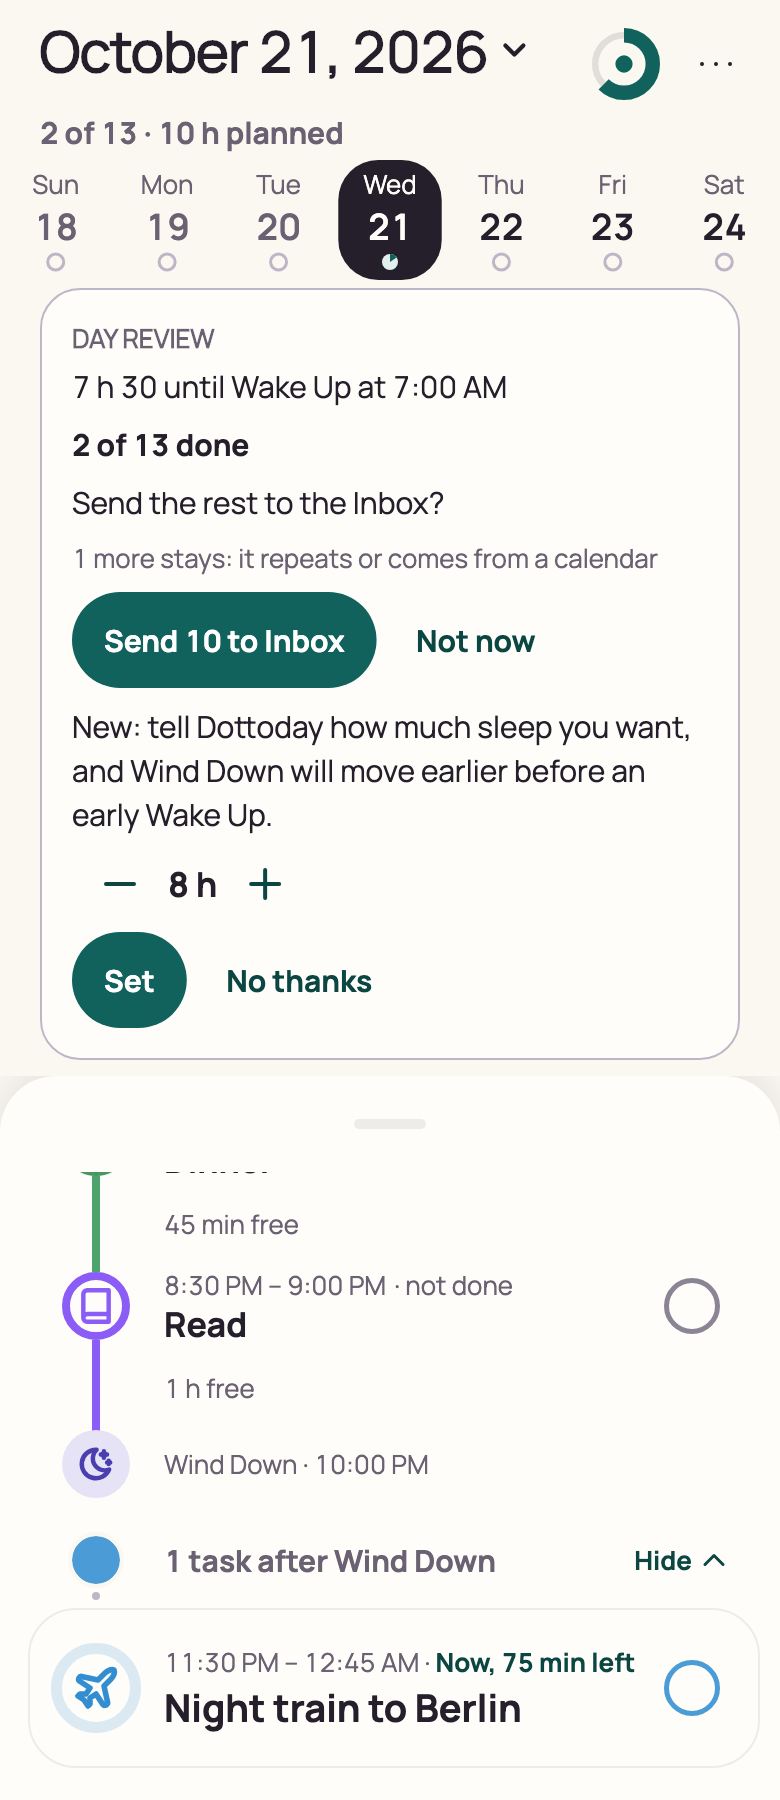 October 21, 2026
2 of 13 · 10 h planned
Sun Mon Tue Wed Thu Fri Sat
18 19 20 21 22 23 24
DAY REVIEW
7 h 30 until Wake Up at 7:00 AM
2 of 13 done
Send the rest to the Inbox?
1 more stays: it repeats or comes from a calendar
Send 10 to Inbox Not now
New: tell Dottoday how much sleep you want,
and Wind Down will move earlier before an
early Wake Up.
8 h
Set No thanks
45 min free
8:30 PM – 9:00 PM · not done
Read
1 h free
Wind Down · 10:00 PM
1 task after Wind Down Hide
11:30 PM – 12:45 AM · Now, 75 min left
Night train to Berlin